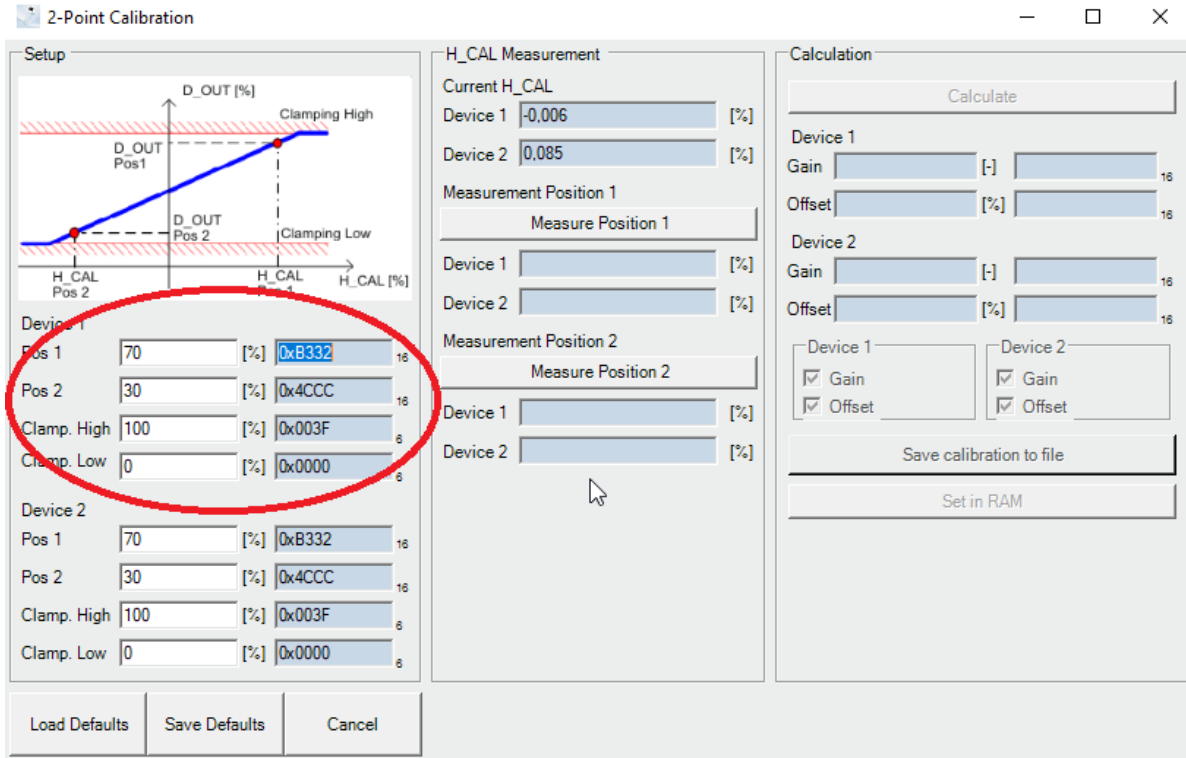 2-Point Calibration
Setup
D_OUT [%]
Clamping High
D_OUT
Pos1
D_OUT
Pos 2
Clamping Low
H_CAL
Pos 2
H_CAL
Pos 1
H_CAL [%]
Device 1
Pos 1 70 [%] 0xB332 16
Pos 2 30 [%] 0x4CCC 16
Clamp. High 100 [%] 0x003F 6
Clamp. Low 0 [%] 0x0000 6
Device 2
Pos 1 70 [%] 0xB332 16
Pos 2 30 [%] 0x4CCC 16
Clamp. High 100 [%] 0x003F 6
Clamp. Low 0 [%] 0x0000 6
Load Defaults Save Defaults Cancel
H_CAL Measurement
Current H_CAL
Device 1 -0,006 [%]
Device 2 0,085 [%]
Measurement Position 1
Measure Position 1
Device 1 [%]
Device 2 [%]
Measurement Position 2
Measure Position 2
Device 1 [%]
Device 2 [%]
Calculation
Calculate
Device 1
Gain [-] 16
Offset [%] 16
Device 2
Gain [-] 16
Offset [%] 16
Device 1
Gain
Offset
Device 2
Gain
Offset
Save calibration to file
Set in RAM